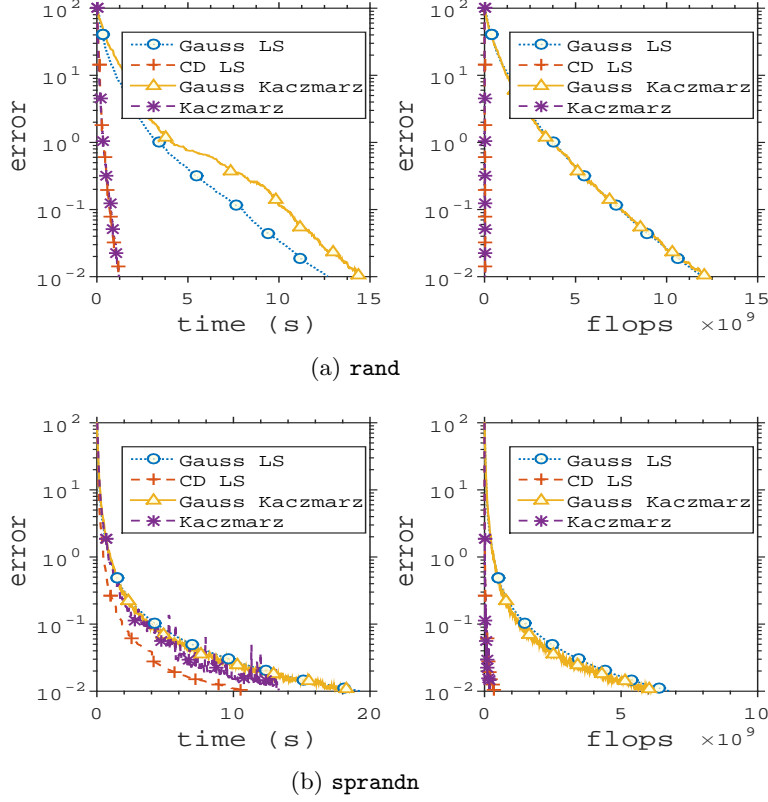 10^2
10^1
10^0
10^-1
10^-2
error
Gauss LS
CD LS
Gauss Kaczmarz
Kaczmarz
0 5 10 15
time (s)
10^2
10^1
10^0
10^-1
10^-2
error
Gauss LS
CD LS
Gauss Kaczmarz
Kaczmarz
0 5 10 15
flops ×10^9
(a) rand
10^2
10^1
10^0
10^-1
10^-2
error
Gauss LS
CD LS
Gauss Kaczmarz
Kaczmarz
0 10 20
time (s)
10^2
10^1
10^0
10^-1
10^-2
error
Gauss LS
CD LS
Gauss Kaczmarz
Kaczmarz
0 5 10
flops ×10^9
(b) sprandn